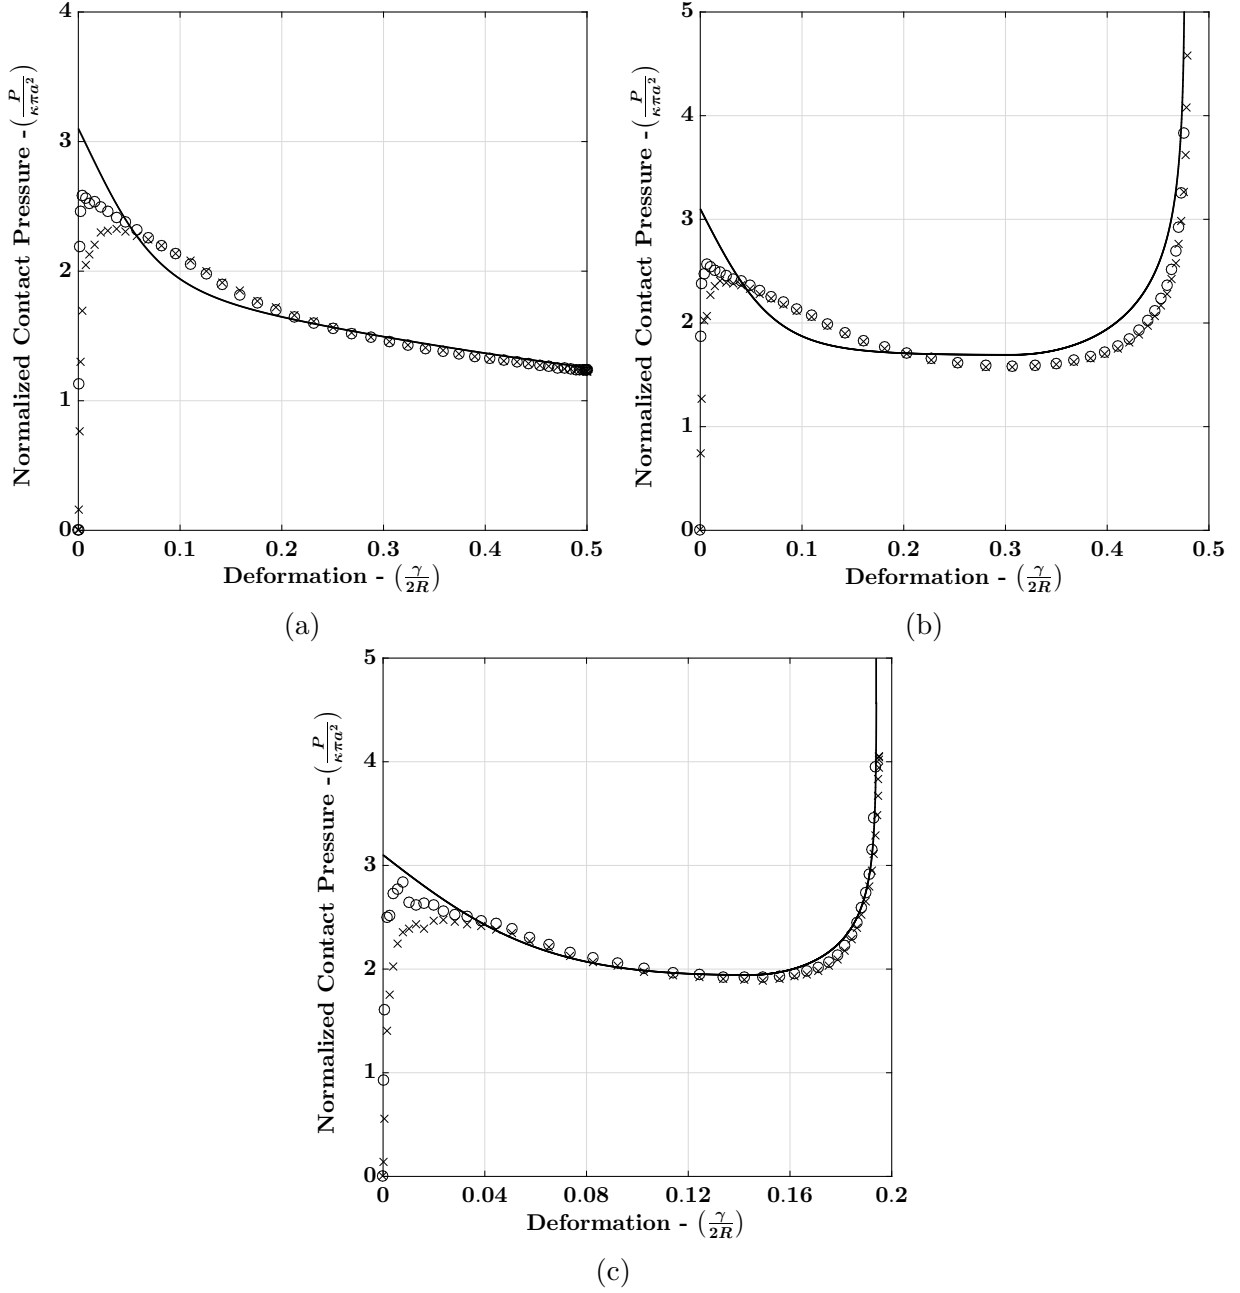 4
3
2
1
0
0 0.1 0.2 0.3 0.4 0.5
Normalized Contact Pressure -(P/κπa²)
Deformation - (γ/2R)
(a)
5
4
3
2
1
0
0 0.1 0.2 0.3 0.4 0.5
Normalized Contact Pressure -(P/κπa²)
Deformation - (γ/2R)
(b)
5
4
3
2
1
0
0 0.04 0.08 0.12 0.16 0.2
Normalized Contact Pressure -(P/κπa²)
Deformation - (γ/2R)
(c)